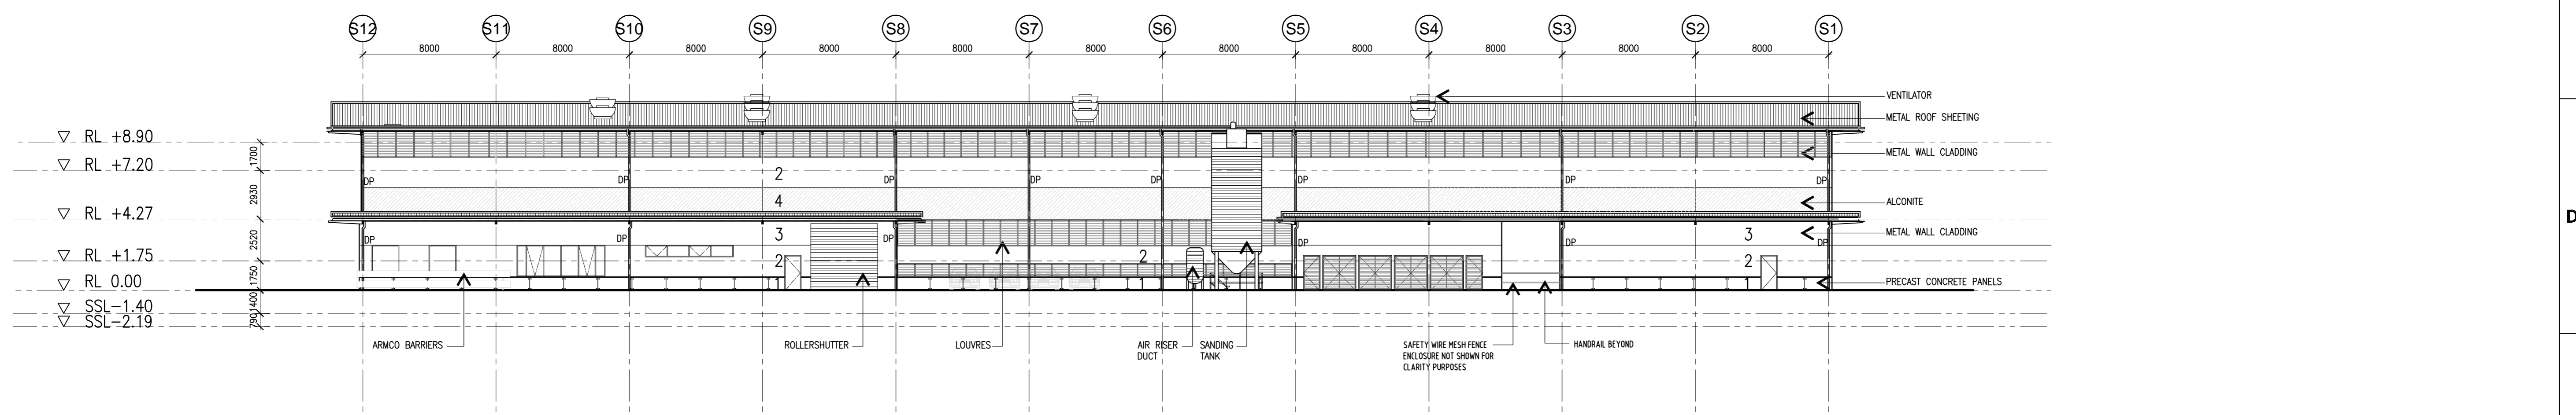 S12 S11 S10 S9 S8 S7 S6 S5 S4 S3 S2 S1
8000 8000 8000 8000 8000 8000 8000 8000 8000 8000 8000
VENTILATOR
METAL ROOF SHEETING
RL +8.90
1700
METAL WALL CLADDING
RL +7.20
2
DP DP DP DP DP DP DP DP
2930
4
ALCONITE
D
RL +4.27
3
3
METAL WALL CLADDING
DP DP DP DP DP
2520
RL +1.75
2 2 2
1750
RL 0.00
1 1 1
PRECAST CONCRETE PANELS
1400
SSL-1.40
790
SSL-2.19
ARMCO BARRIERS
ROLLERSHUTTER
LOUVRES
AIR RISER
DUCT
SANDING
TANK
SAFETY WIRE MESH FENCE
ENCLOSURE NOT SHOWN FOR
CLARITY PURPOSES
HANDRAIL BEYOND